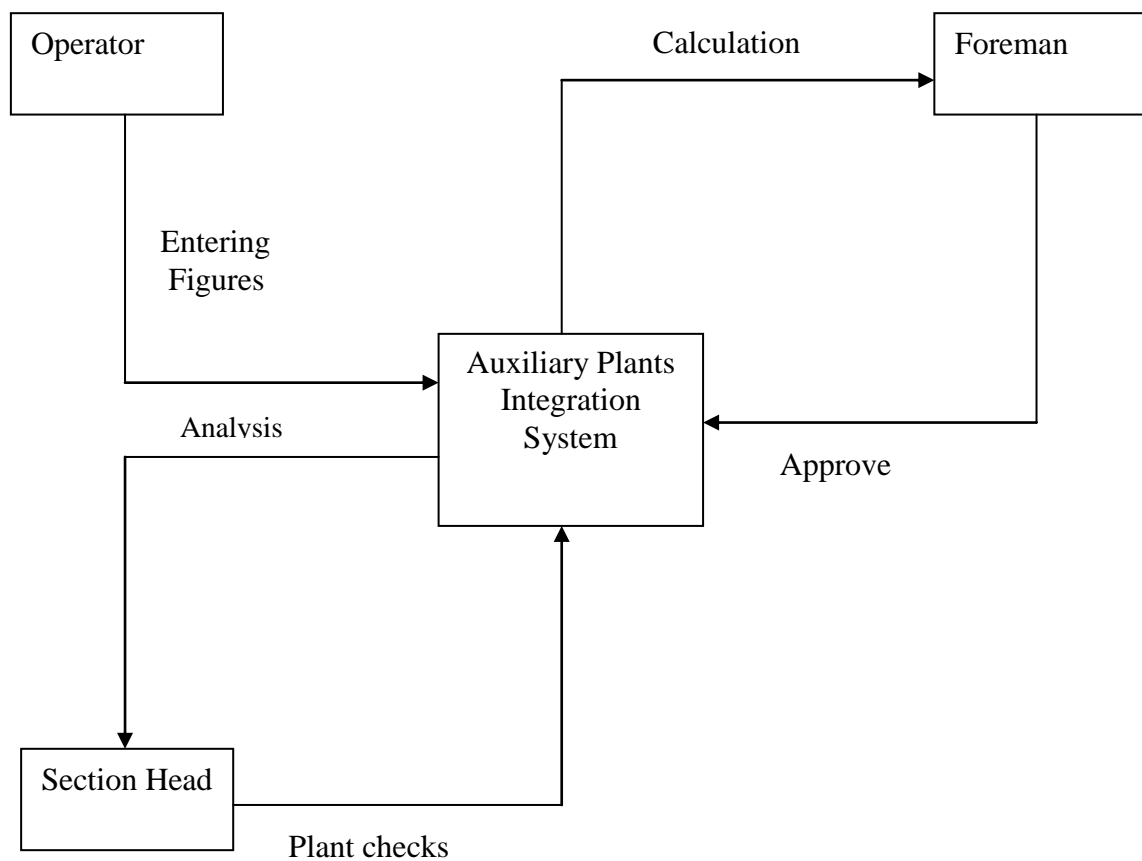 Operator
Calculation
Foreman
Entering
Figures
Auxiliary Plants
Integration
System
Analysis
Approve
Section Head
Plant checks